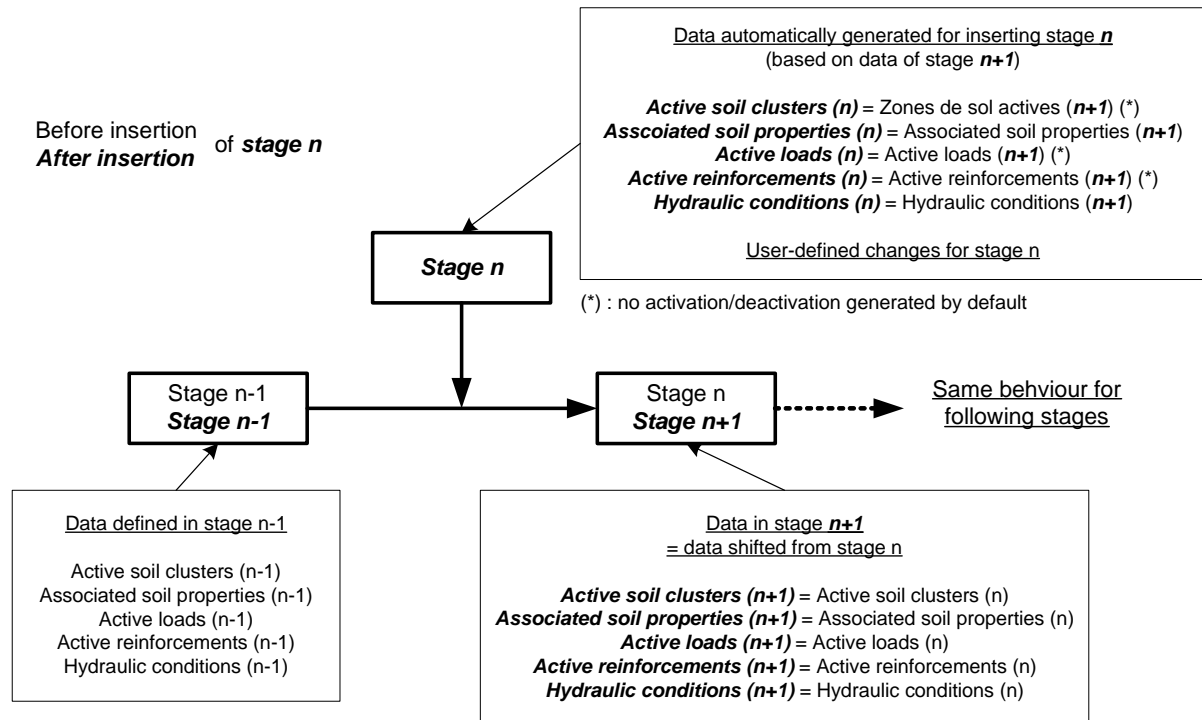 Data automatically generated for inserting stage n
(based on data of stage n+1)
Active soil clusters (n) = Zones de sol actives (n+1) (*)
Asscoiated soil properties (n) = Associated soil properties (n+1)
Active loads (n) = Active loads (n+1) (*)
Active reinforcements (n) = Active reinforcements (n+1) (*)
Hydraulic conditions (n) = Hydraulic conditions (n+1)
User-defined changes for stage n
Before insertion
After insertion
of stage n
Stage n
(*) : no activation/deactivation generated by default
Stage n-1
Stage n-1
Stage n
Stage n+1
Same behviour for
following stages
Data defined in stage n-1
Active soil clusters (n-1)
Associated soil properties (n-1)
Active loads (n-1)
Active reinforcements (n-1)
Hydraulic conditions (n-1)
Data in stage n+1
= data shifted from stage n
Active soil clusters (n+1) = Active soil clusters (n)
Associated soil properties (n+1) = Associated soil properties (n)
Active loads (n+1) = Active loads (n)
Active reinforcements (n+1) = Active reinforcements (n)
Hydraulic conditions (n+1) = Hydraulic conditions (n)